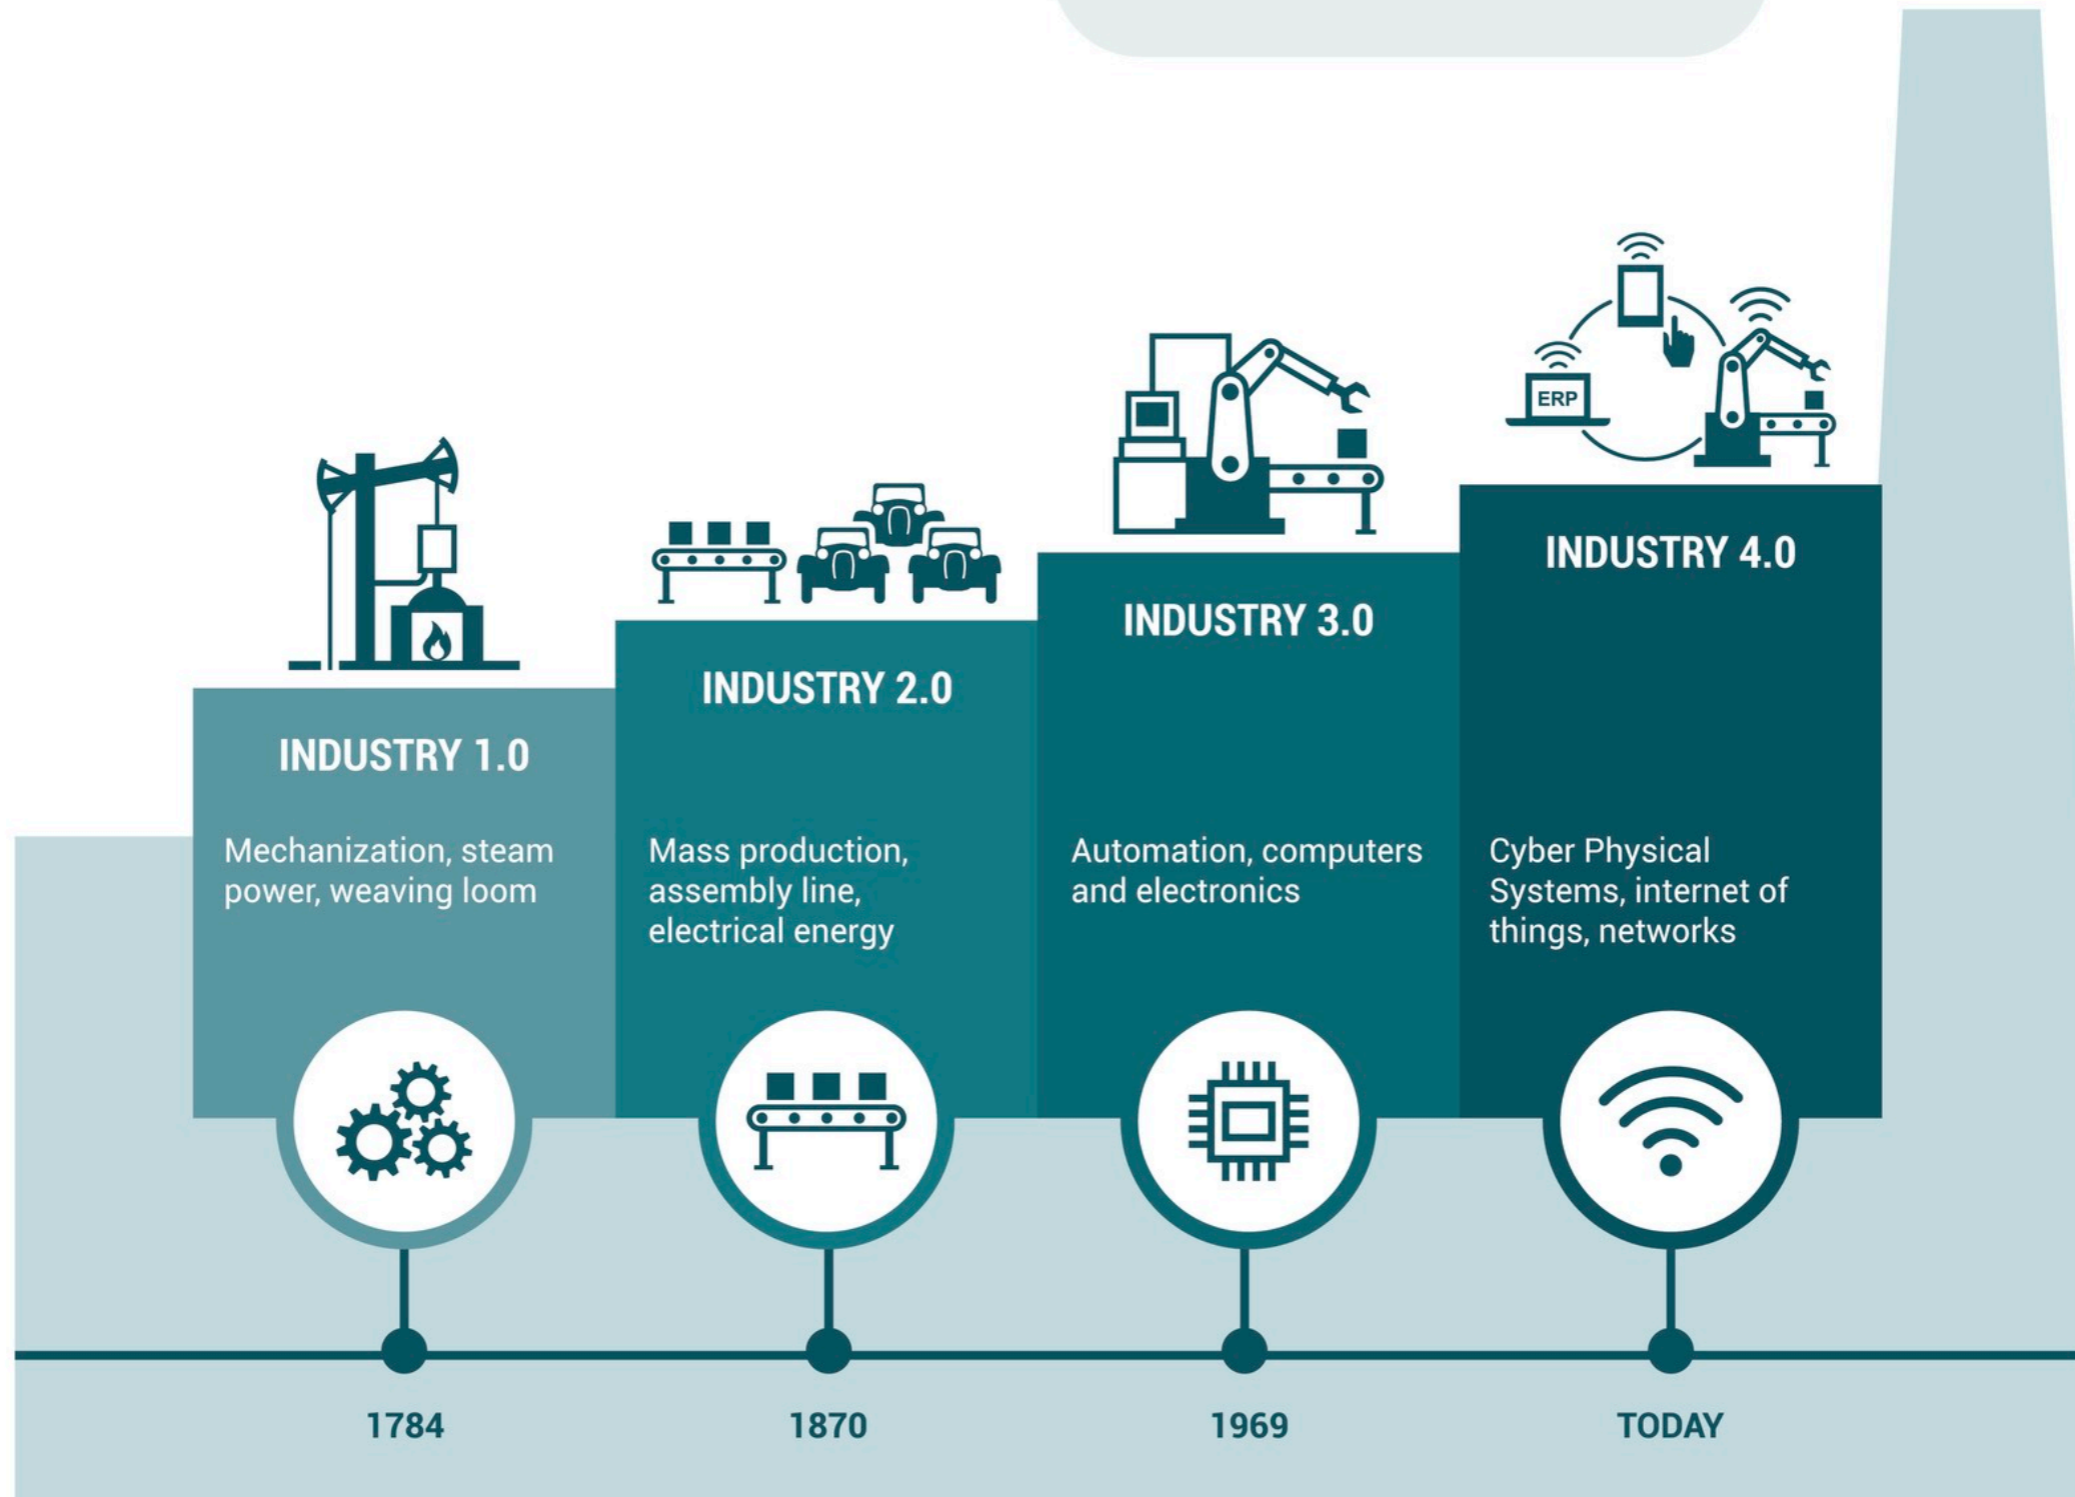 ERP
INDUSTRY 1.0
Mechanization, steam
power, weaving loom
1784
INDUSTRY 2.0
Mass production,
assembly line,
electrical energy
1870
INDUSTRY 3.0
Automation, computers
and electronics
1969
INDUSTRY 4.0
Cyber Physical
Systems, internet of
things, networks
TODAY